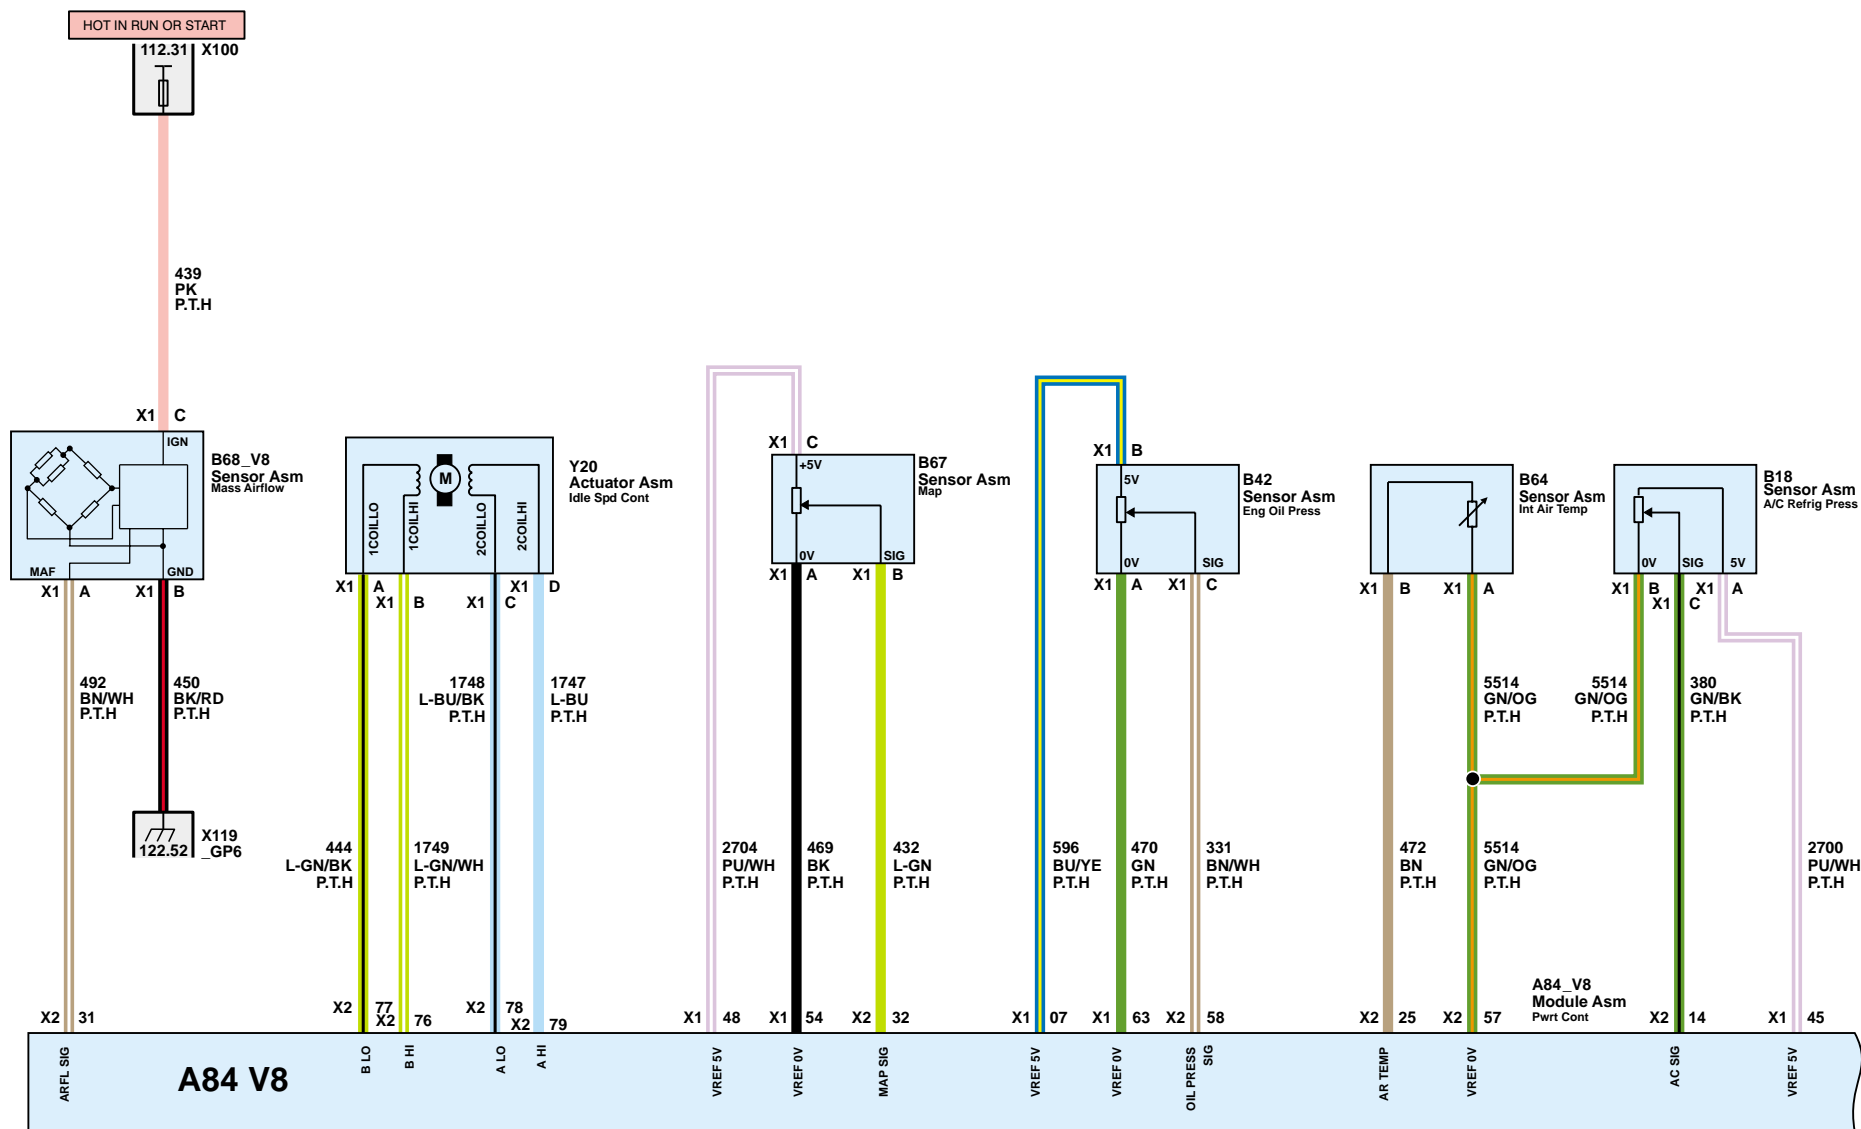 HOT IN RUN OR START
112.31 X100
439
PK
P.T.H
X1 C
IGN
MAF
GND
B68_V8
Sensor Asm
Mass Airflow
X1 A
X1 B
492
BN/WH
P.T.H
450
BK/RD
P.T.H
X119
_GP6
122.52
X2 31
M
1COILLO
1COILHI
2COILLO
2COILHI
Y20
Actuator Asm
Idle Spd Cont
X1 A
X1 B
X1 C
X1 D
1748
L-BU/BK
P.T.H
1747
L-BU
P.T.H
444
L-GN/BK
P.T.H
1749
L-GN/WH
P.T.H
X2 77
X2 76
X2 78
X2 79
X1 C
+5V
0V
SIG
B67
Sensor Asm
Map
X1 A
X1 B
2704
PU/WH
P.T.H
469
BK
P.T.H
432
L-GN
P.T.H
X1 48
X1 54
X2 32
X1 B
5V
0V
SIG
B42
Sensor Asm
Eng Oil Press
X1 A
X1 C
596
BU/YE
P.T.H
470
GN
P.T.H
331
BN/WH
P.T.H
X1 07
X1 63
X2 58
B64
Sensor Asm
Int Air Temp
X1 B
X1 A
5514
GN/OG
P.T.H
472
BN
P.T.H
5514
GN/OG
P.T.H
X2 25
X2 57
0V
SIG
5V
B18
Sensor Asm
A/C Refrig Press
X1 B
X1 C
X1 A
5514
GN/OG
P.T.H
380
GN/BK
P.T.H
2700
PU/WH
P.T.H
A84_V8
Module Asm
Pwrt Cont
X2 14
X1 45
A84 V8
ARFL SIG
B LO
B HI
A LO
A HI
VREF 5V
VREF 0V
MAP SIG
VREF 5V
VREF 0V
OIL PRESS
SIG
AR TEMP
VREF 0V
AC SIG
VREF 5V